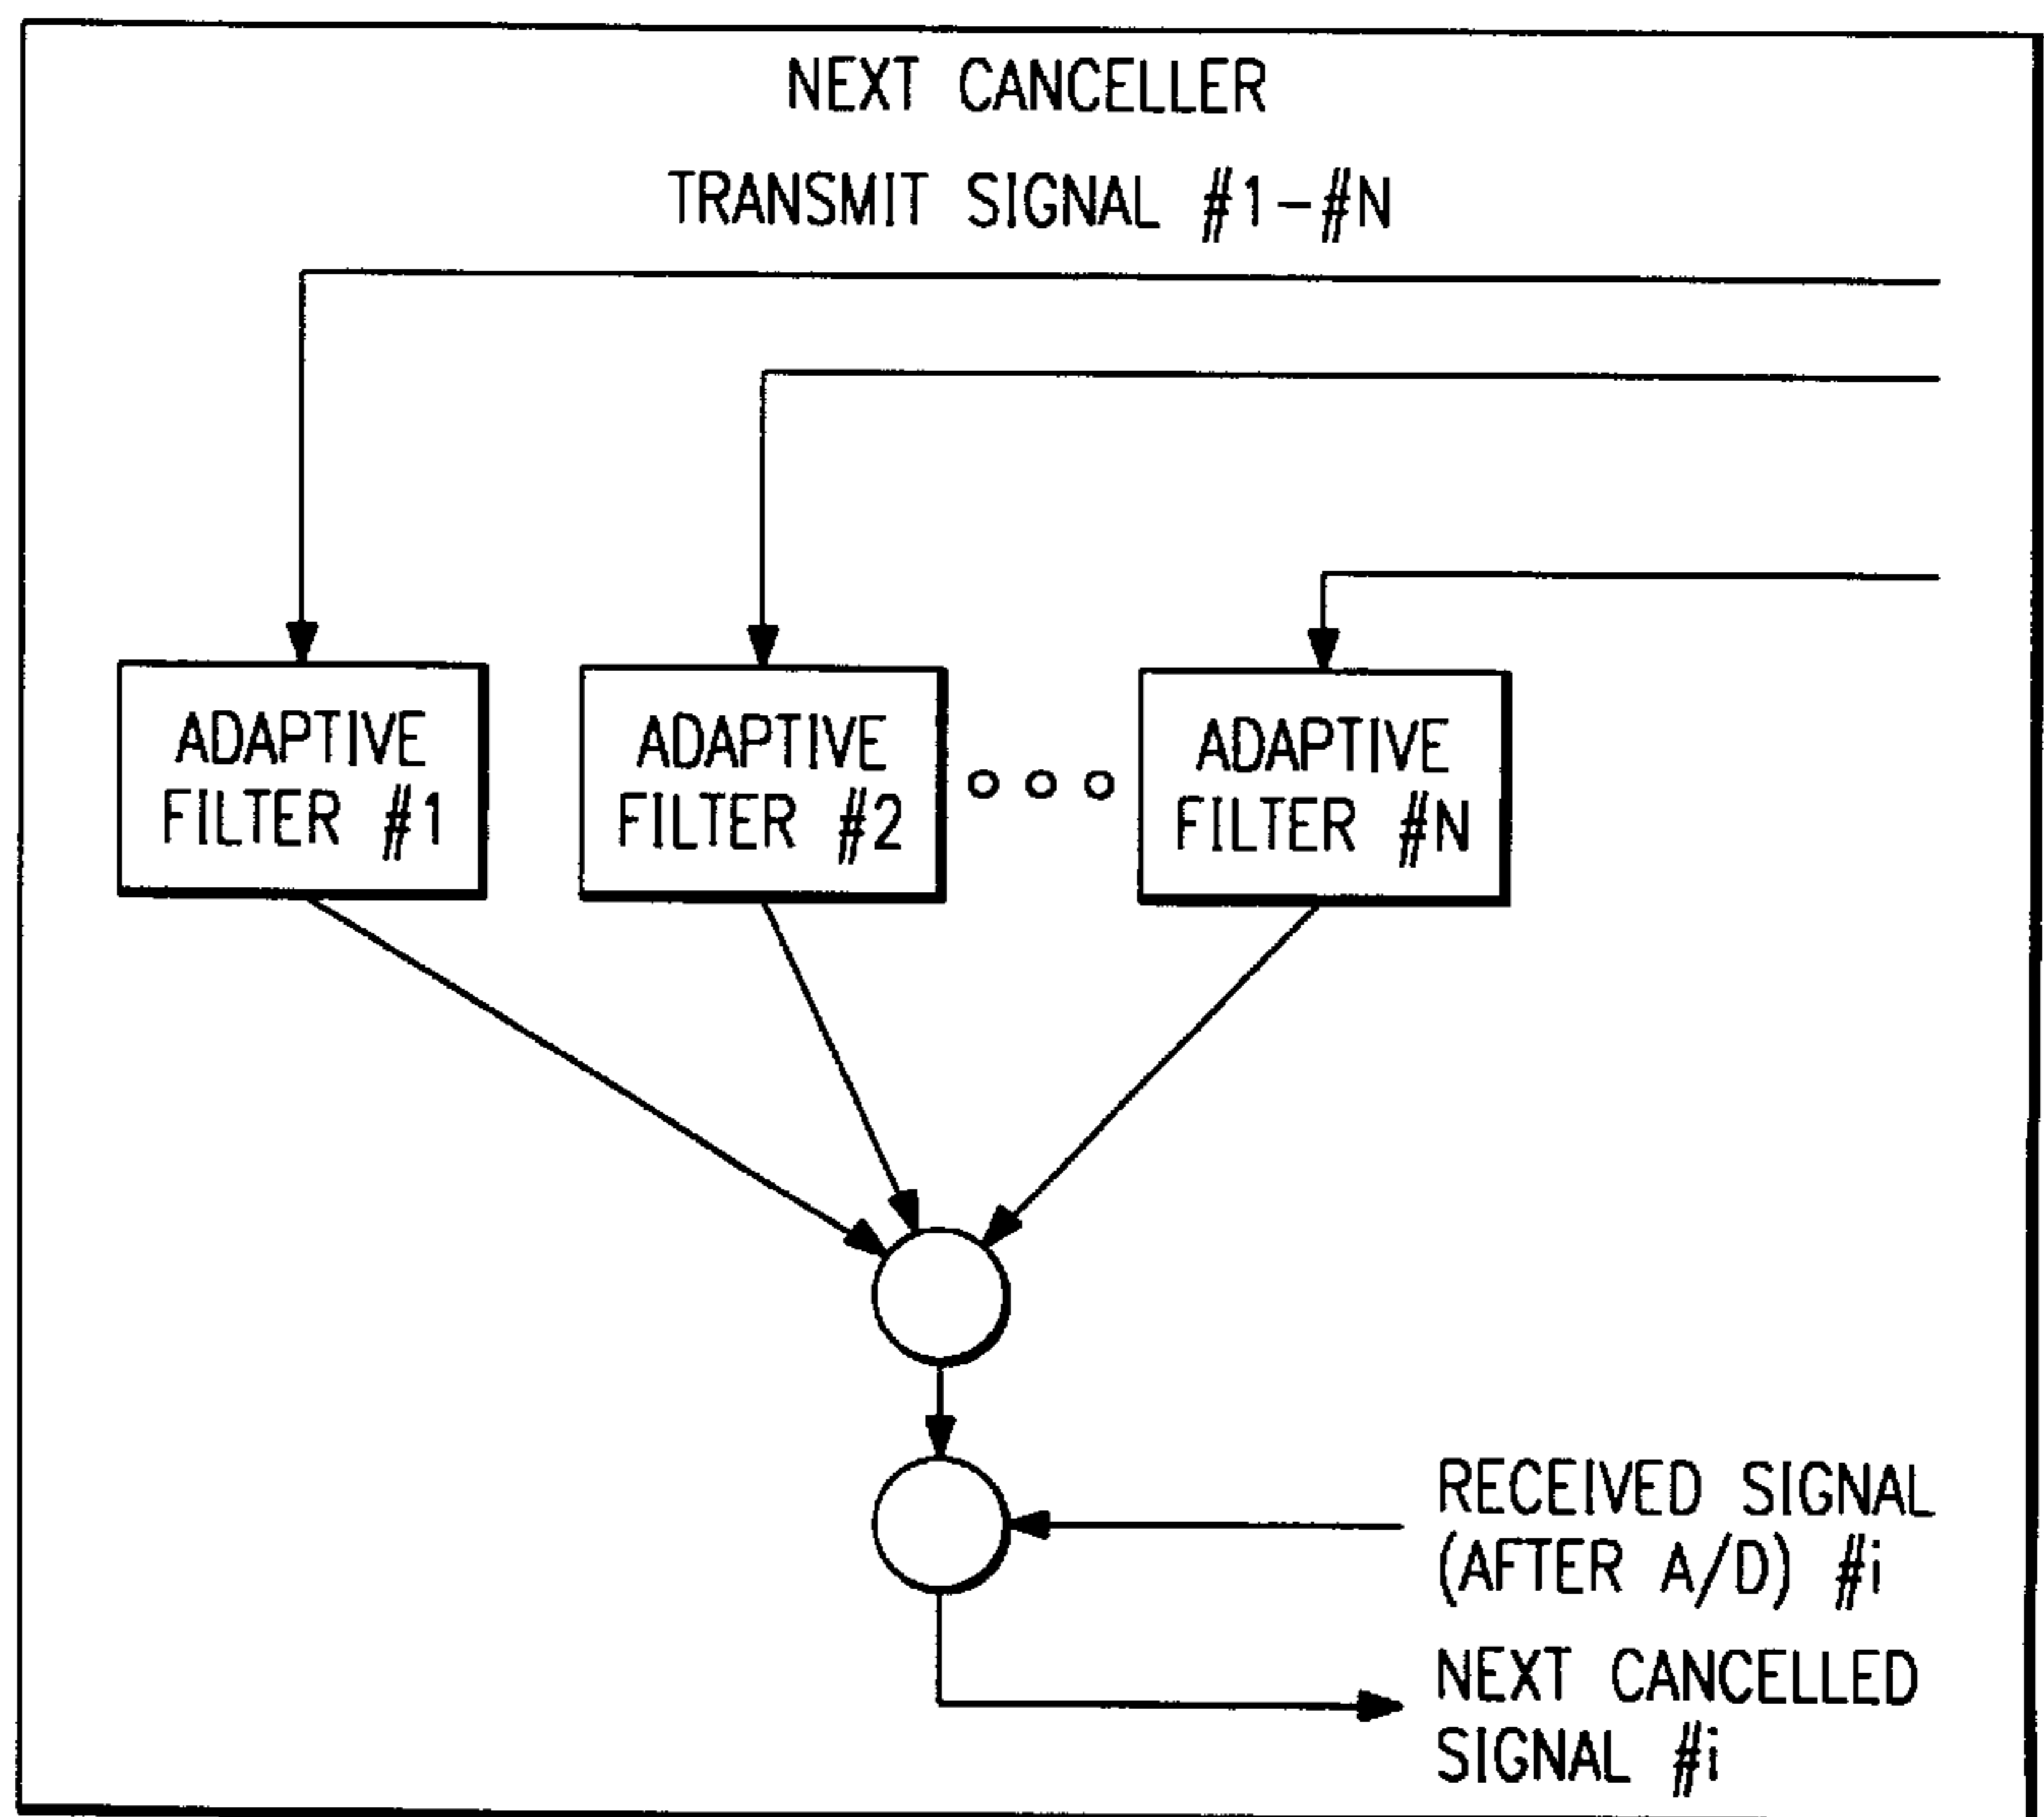 NEXT CANCELLER
TRANSMIT SIGNAL #1-#N
ADAPTIVE
FILTER #1
ADAPTIVE
FILTER #2
ADAPTIVE
FILTER #N
RECEIVED SIGNAL
(AFTER A/D) #i
NEXT CANCELLED
SIGNAL #i